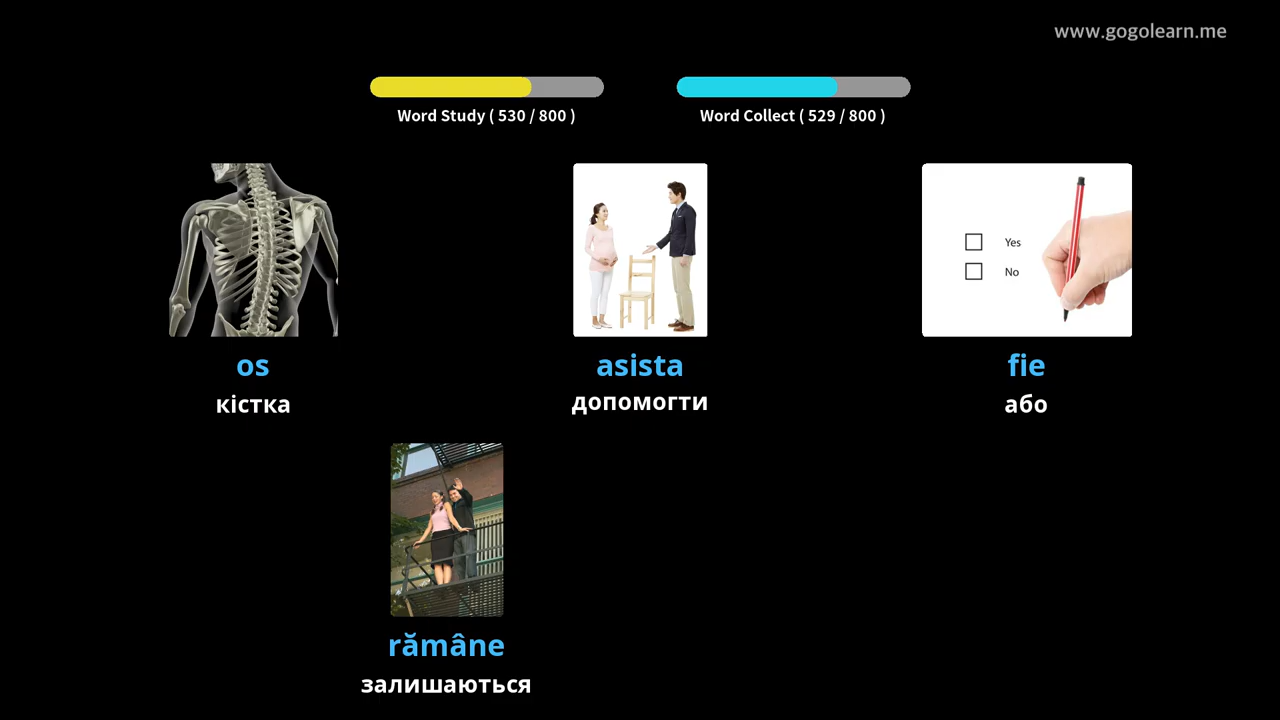 www.gogolearn.me
Word Study ( 530 / 800 )
Word Collect ( 529 / 800 )
Yes
No
os
asista
fie
кістка
допомогти
або
rămâne
залишаються